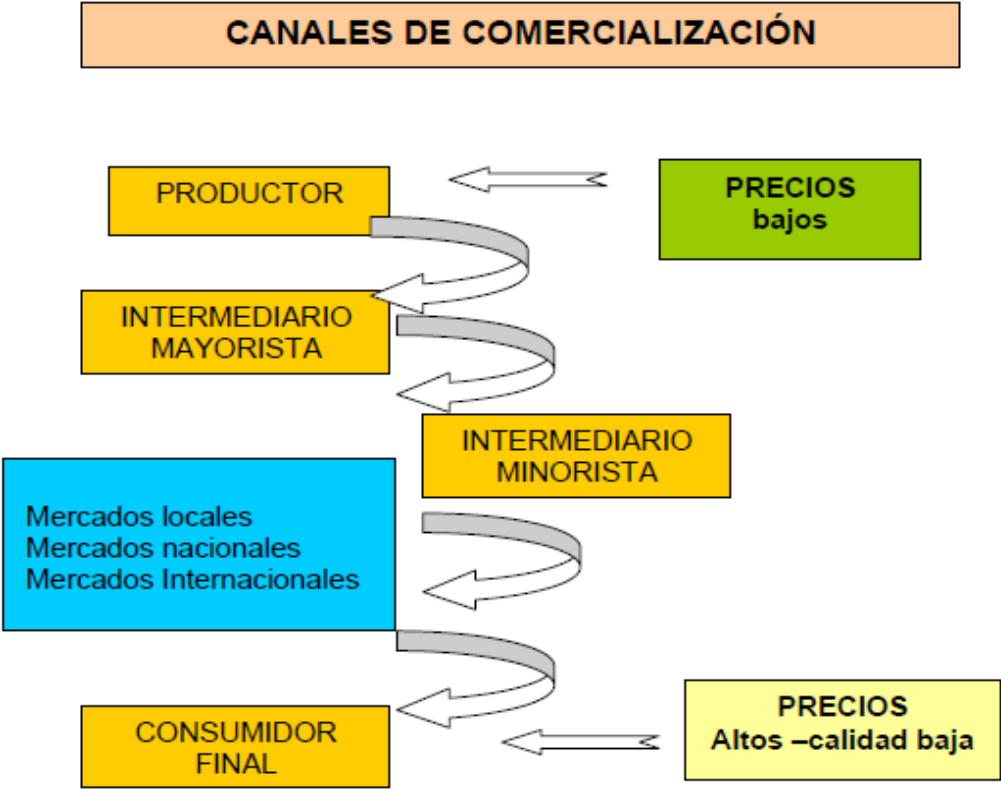 CANALES DE COMERCIALIZACIÓN
PRODUCTOR
PRECIOS
bajos
INTERMEDIARIO
MAYORISTA
INTERMEDIARIO
MINORISTA
Mercados locales
Mercados nacionales
Mercados Internacionales
CONSUMIDOR
FINAL
PRECIOS
Altos –calidad baja